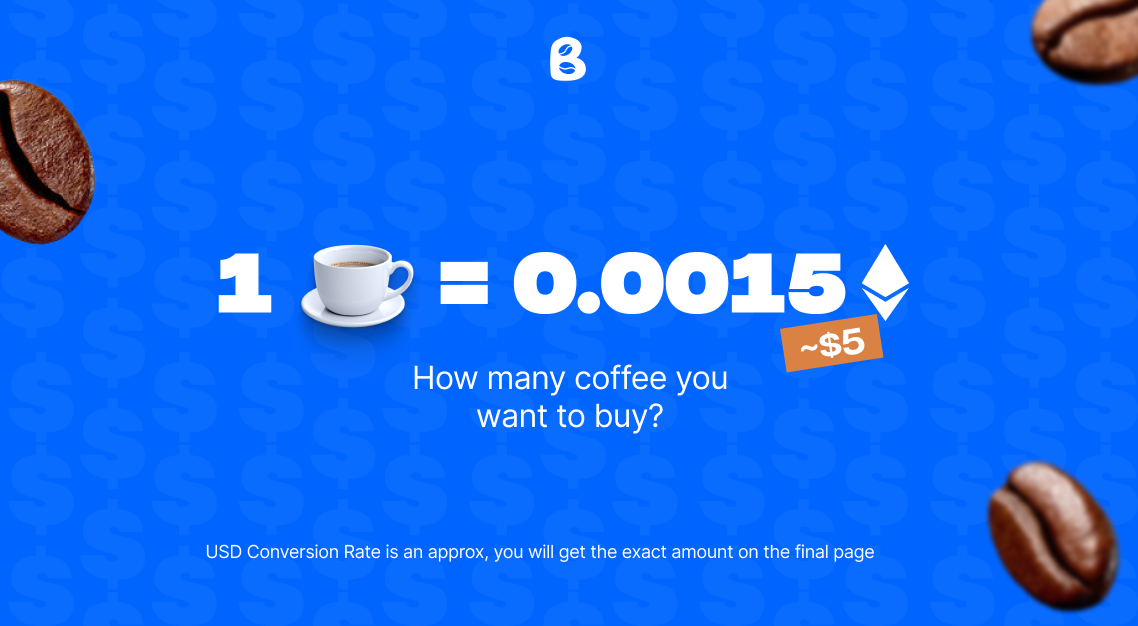 B
1 = 0.0015
~$5
How many coffee you
want to buy?
USD Conversion Rate is an approx, you will get the exact amount on the final page